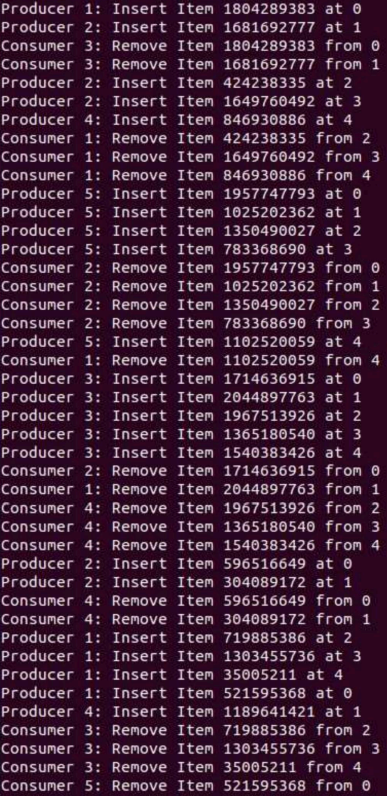 Producer 1: Insert Item 1804289383 at 0
Producer 1: Insert Item 1681692777 at 1
Consumer 3: Remove Item 1804289383 from 0
Consumer 3: Remove Item 1681692777 from 1
Producer 2: Insert Item 424238335 at 2
Producer 2: Insert Item 1649760492 at 3
Producer 4: Insert Item 846930886 at 4
Consumer 1: Remove Item 424238335 from 2
Consumer 1: Remove Item 1649760492 from 3
Consumer 1: Remove Item 846930886 from 4
Producer 5: Insert Item 1957747793 at 0
Producer 5: Insert Item 1025202362 at 1
Producer 5: Insert Item 1350490027 at 2
Producer 5: Insert Item 783368690 at 3
Consumer 2: Remove Item 1957747793 from 0
Consumer 2: Remove Item 1025202362 from 1
Consumer 2: Remove Item 1350490027 from 2
Consumer 2: Remove Item 783368690 from 3
Producer 5: Insert Item 1102520059 at 4
Consumer 1: Remove Item 1102520059 from 4
Producer 3: Insert Item 1714636915 at 0
Producer 3: Insert Item 2044897763 at 1
Producer 3: Insert Item 1967513926 at 2
Producer 3: Insert Item 1365180540 at 3
Producer 3: Insert Item 1540383426 at 4
Consumer 2: Remove Item 1714636915 from 0
Consumer 1: Remove Item 2044897763 from 1
Consumer 4: Remove Item 1967513926 from 2
Consumer 4: Remove Item 1365180540 from 3
Consumer 4: Remove Item 1540383426 from 4
Producer 2: Insert Item 596516649 at 0
Producer 2: Insert Item 304089172 at 1
Consumer 4: Remove Item 596516649 from 0
Consumer 4: Remove Item 304089172 from 1
Producer 1: Insert Item 719885386 at 2
Producer 1: Insert Item 1303455736 at 3
Producer 1: Insert Item 35005211 at 4
Producer 1: Insert Item 521595368 at 0
Producer 4: Insert Item 1189641421 at 1
Consumer 3: Remove Item 719885386 from 2
Consumer 3: Remove Item 1303455736 from 3
Consumer 3: Remove Item 35005211 from 4
Consumer 5: Remove Item 521595368 from 0